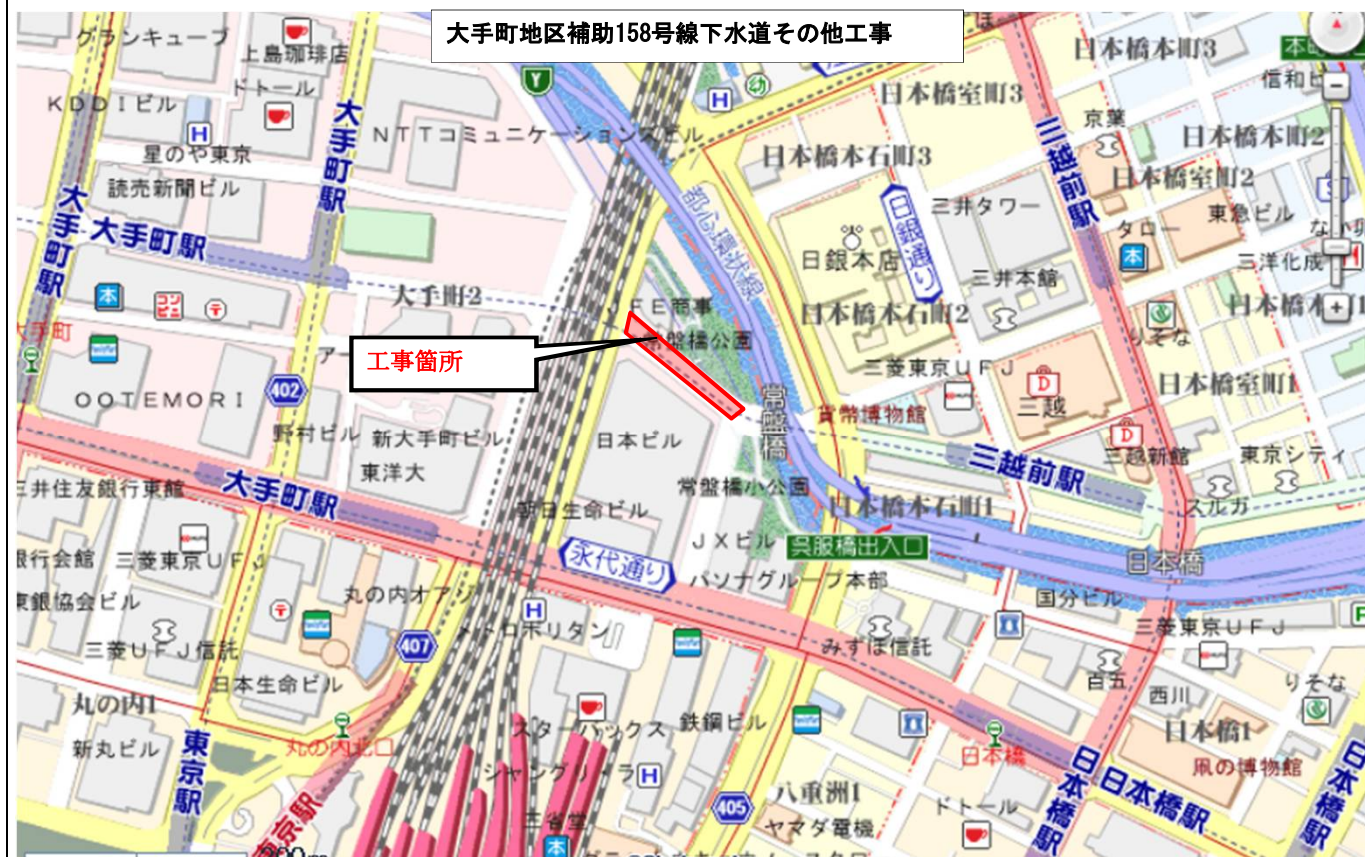 大手町地区補助158号線下水道その他工事
グランキューブ
上島珈琲店
日本橋本町3
KDDIビル
ドトール
大手町駅
NTTコミュニケーションズビル
日本橋室町3
三越前駅
京葉
日本橋本町2
星のや東京
日本橋本石町3
日本橋室町2
読売新聞ビル
大手町駅
大手町駅
都心環状線
日銀通り
三井タワー
タロー
東急ビル
日銀本店
三井本館
三洋化成
大手町2
JFE商事
日本橋本石町2
りそな
工事箇所
常盤橋公園
三菱東京UFJ
日本橋室町1
OOTEMORI
402
常盤橋
貨幣博物館
三越
野村ビル
新大手町ビル
日本ビル
三越新館
東京シティ
東洋大
三越前駅
三井住友銀行東館
大手町駅
常盤橋小公園
日本橋本石町1
スルガ
朝日生命ビル
JXビル
呉服橋出入口
日本橋
銀行会館
三菱東京UFJ
永代通り
パソナグループ本部
東銀協会ビル
丸の内オアゾ
国分ビル
メトロポリタン
三菱東京UFJ
三菱UFJ信託
407
みずほ信託
日本生命ビル
百五
西川
りそな
丸の内1
スターバックス
鉄鋼ビル
日本橋1
新丸ビル
丸の内北口
日本橋
凧の博物館
東京駅
シャングリ・ラ
八重洲1
日本橋駅
日本橋駅
日本橋駅
東京駅
三省堂
405
ヤマダ電機
ドトール